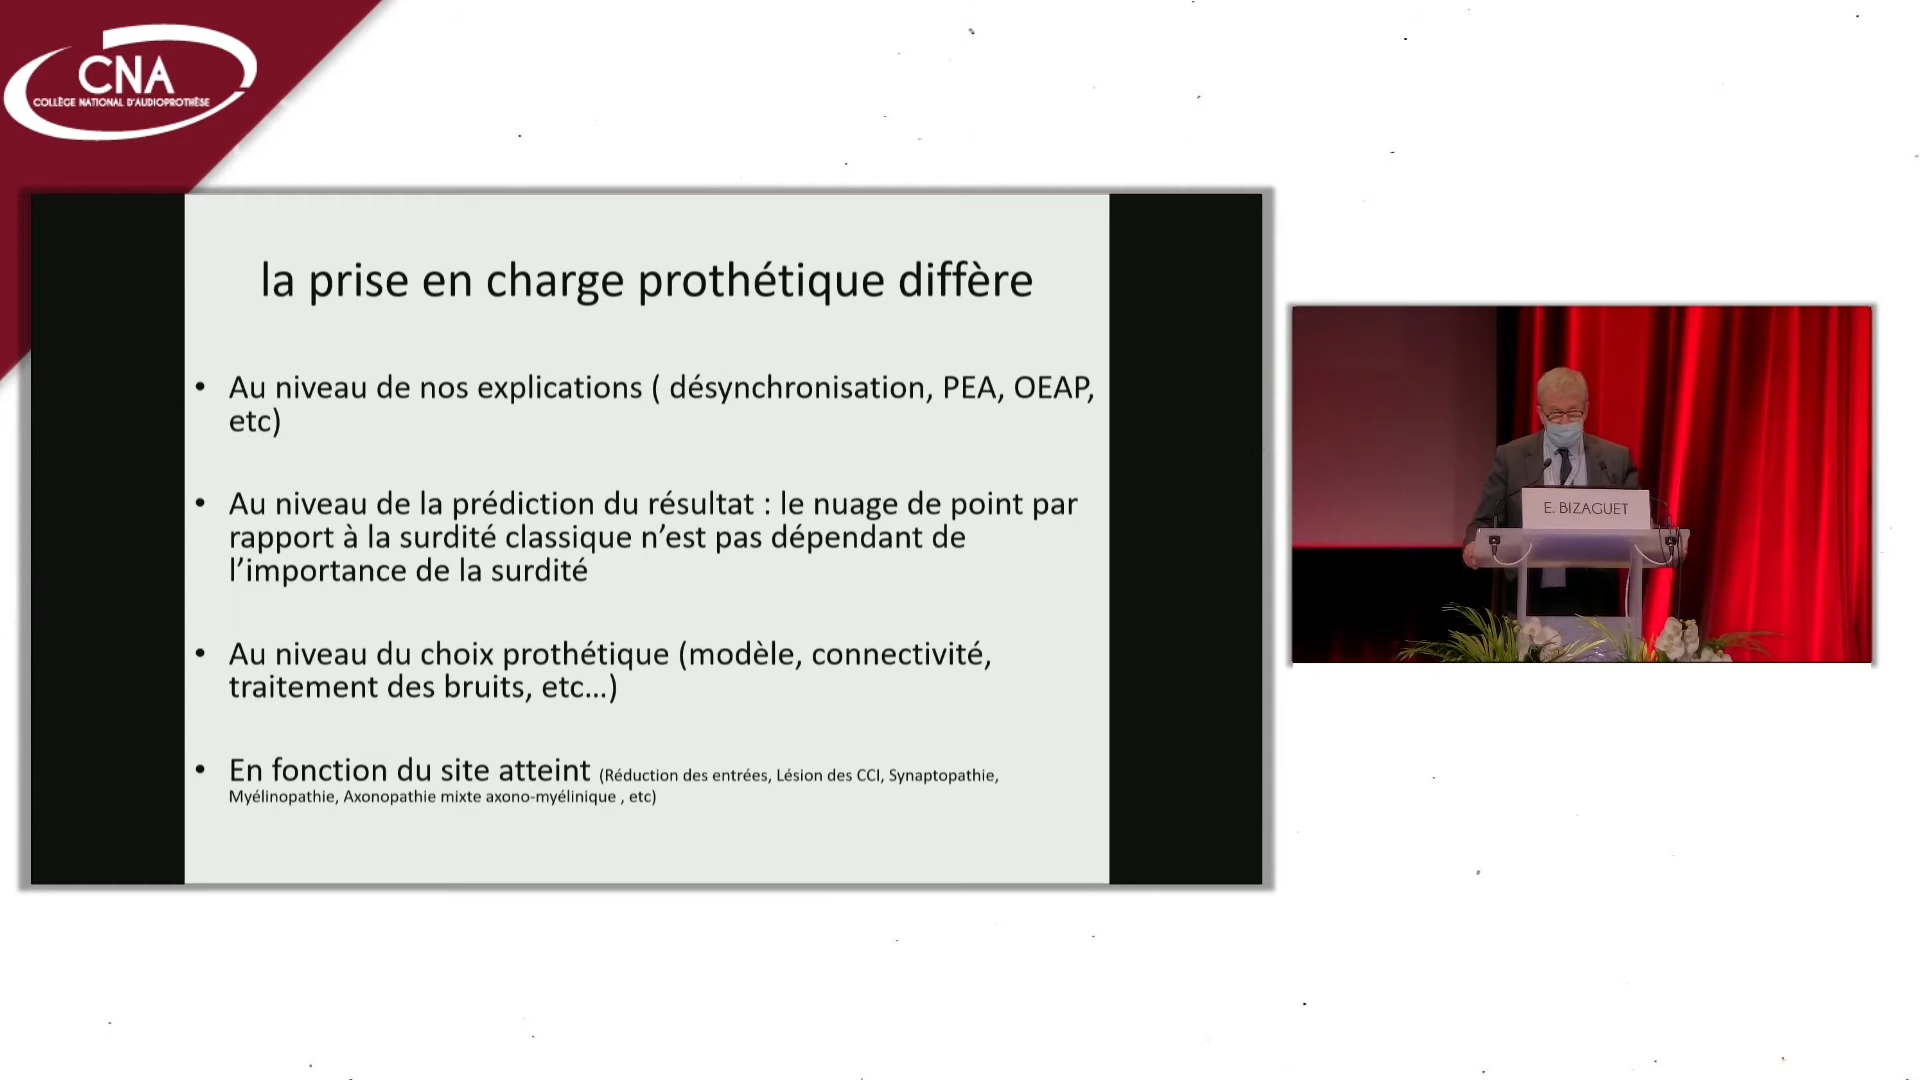 CNA
COLLÈGE NATIONAL D'AUDIOPROTHÈSE
la prise en charge prothétique diffère
• Au niveau de nos explications ( désynchronisation, PEA, OEAP,
etc)
• Au niveau de la prédiction du résultat : le nuage de point par
rapport à la surdité classique n’est pas dépendant de
l’importance de la surdité
• Au niveau du choix prothétique (modèle, connectivité,
traitement des bruits, etc…)
• En fonction du site atteint (Réduction des entrées, Lésion des CCI, Synaptopathie,
Myélinopathie, Axonopathie mixte axono-myélinique , etc)
E. BIZAGUET